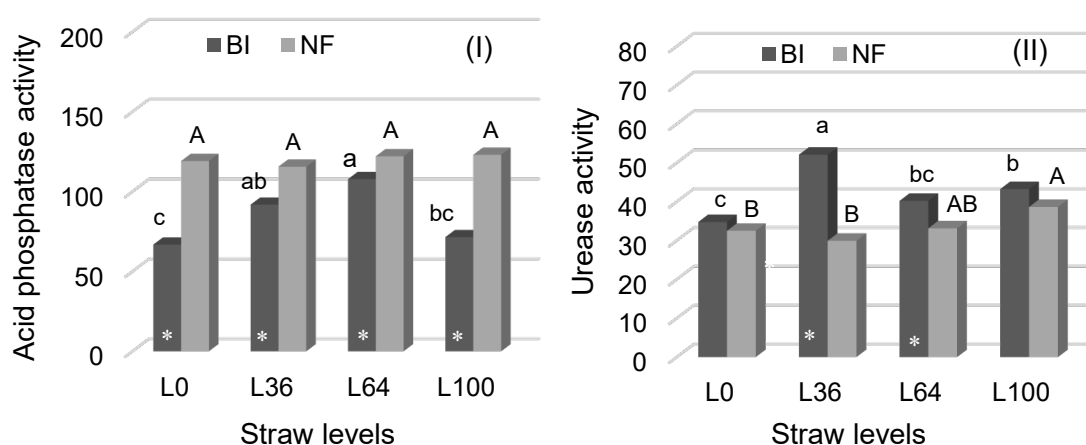 200
150
100
50
0
Acid phosphatase activity
BI NF
(I)
c A ab A a A bc A
* * * *
L0 L36 L64 L100
Straw levels
80
70
60
50
40
30
20
10
0
Urease activity
BI NF
(II)
c B a B bc AB b A
* * *
L0 L36 L64 L100
Straw levels